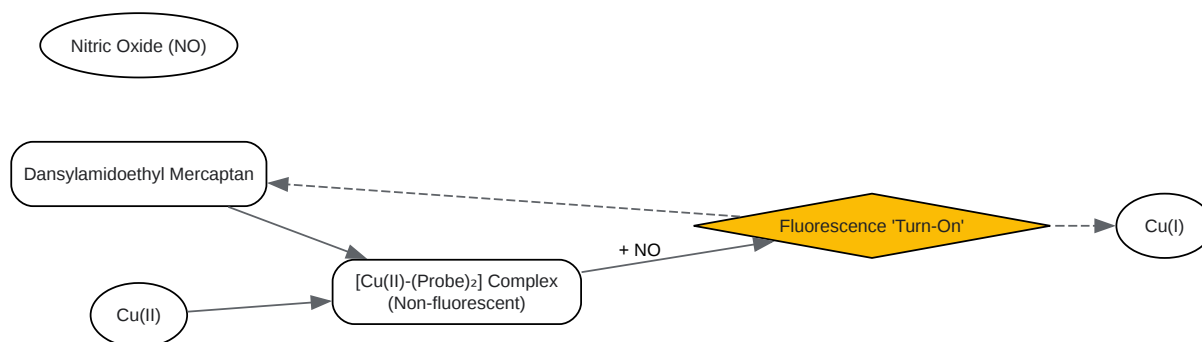 Nitric Oxide (NO)
Dansylamidoethyl Mercaptan
Fluorescence 'Turn-On'
Cu(I)
+ NO
[Cu(II)-(Probe)₂] Complex
(Non-fluorescent)
Cu(II)